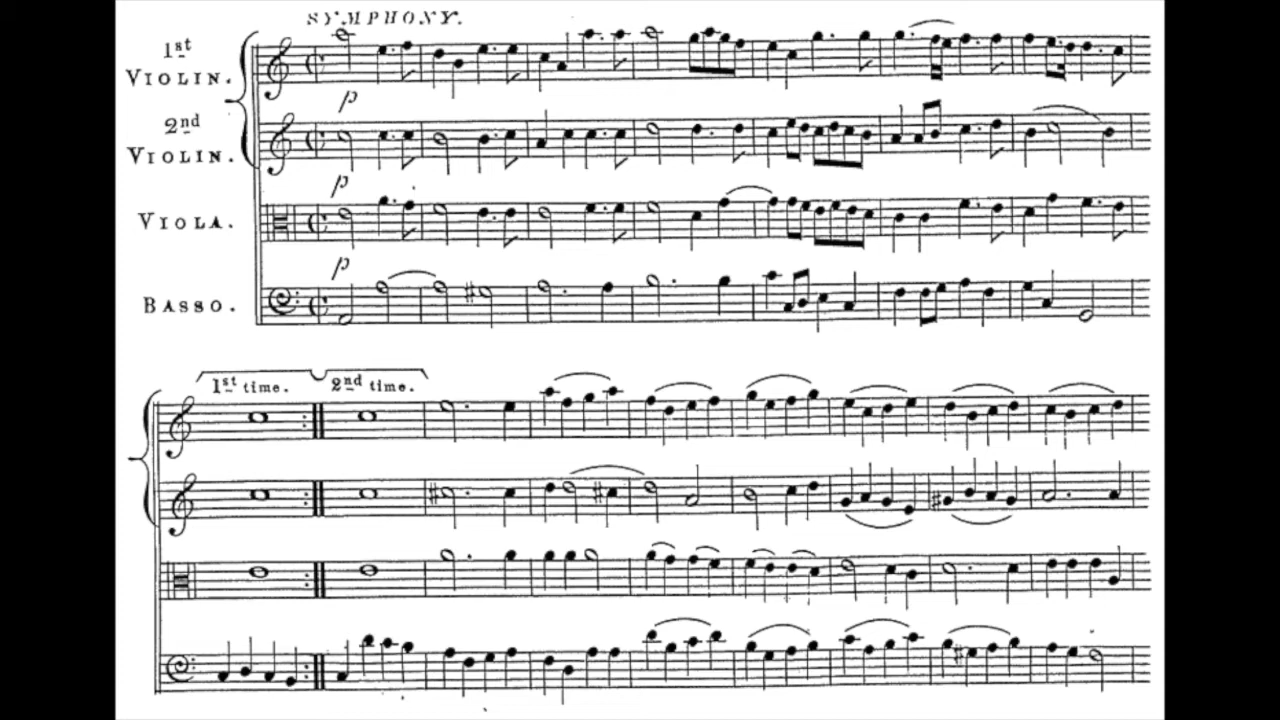 SYMPHONY.
1st
VIOLIN.
p
2nd
VIOLIN.
p
VIOLA.
p
BASSO.
1st time. 2nd time.